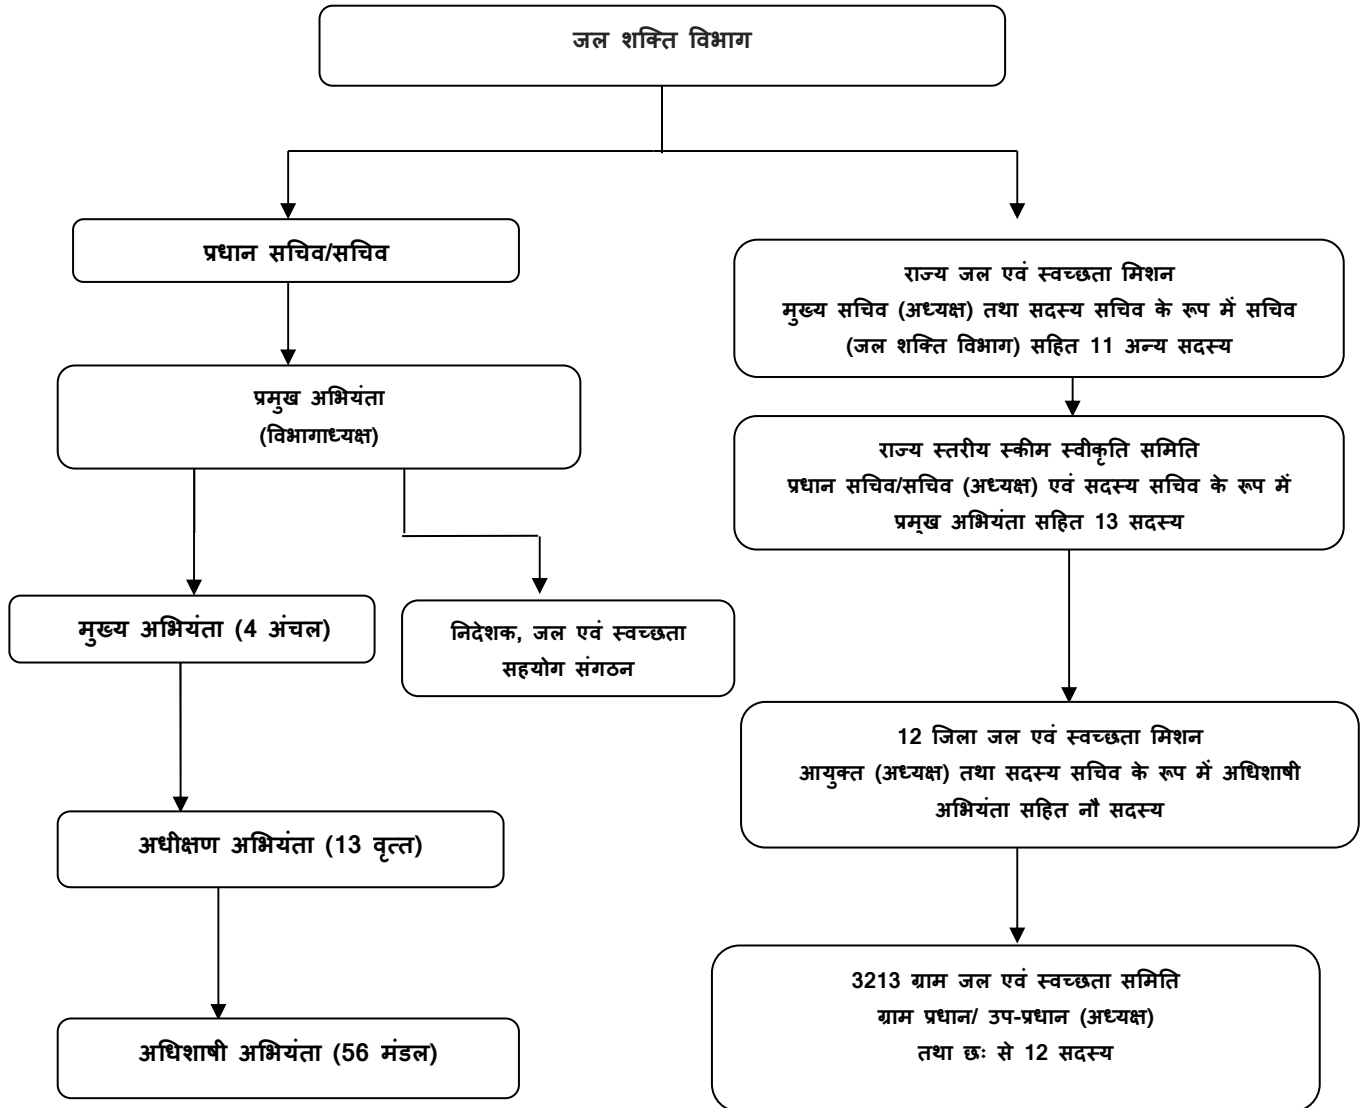 जल शक्ति विभाग
प्रधान सचिव/सचिव
प्रमुख अभियंता
(विभागाध्यक्ष)
मुख्य अभियंता (4 अंचल)
निदेशक, जल एवं स्वच्छता
सहयोग संगठन
अधीक्षण अभियंता (13 वृत्त)
अधिशाषी अभियंता (56 मंडल)
राज्य जल एवं स्वच्छता मिशन
मुख्य सचिव (अध्यक्ष) तथा सदस्य सचिव के रूप में सचिव
(जल शक्ति विभाग) सहित 11 अन्य सदस्य
राज्य स्तरीय स्कीम स्वीकृति समिति
प्रधान सचिव/सचिव (अध्यक्ष) एवं सदस्य सचिव के रूप में
प्रमुख अभियंता सहित 13 सदस्य
12 जिला जल एवं स्वच्छता मिशन
आयुक्त (अध्यक्ष) तथा सदस्य सचिव के रूप में अधिशाषी
अभियंता सहित नौ सदस्य
3213 ग्राम जल एवं स्वच्छता समिति
ग्राम प्रधान/ उप-प्रधान (अध्यक्ष)
तथा छः से 12 सदस्य